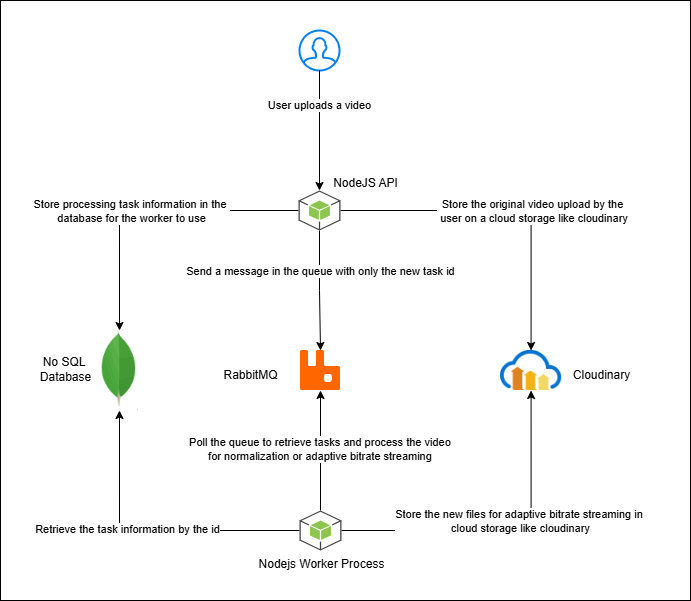 User uploads a video
NodeJS API
Store processing task information in the
database for the worker to use
Store the original video upload by the
user on a cloud storage like cloudinary
Send a message in the queue with only the new task id
No SQL
Database
RabbitMQ
Cloudinary
Poll the queue to retrieve tasks and process the video
for normalization or adaptive bitrate streaming
Retrieve the task information by the id
Store the new files for adaptive bitrate streaming in
cloud storage like cloudinary
Nodejs Worker Process